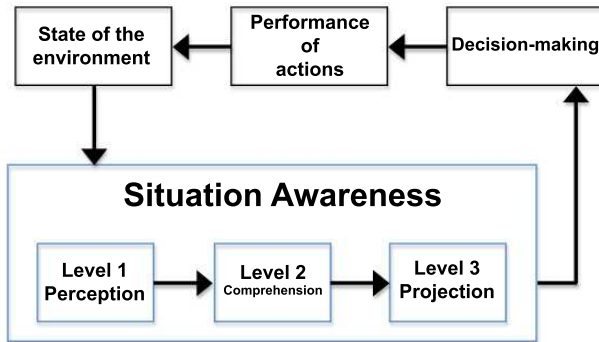 State of the
environment
Performance
of
actions
Decision-making
Situation Awareness
Level 1
Perception
Level 2
Comprehension
Level 3
Projection